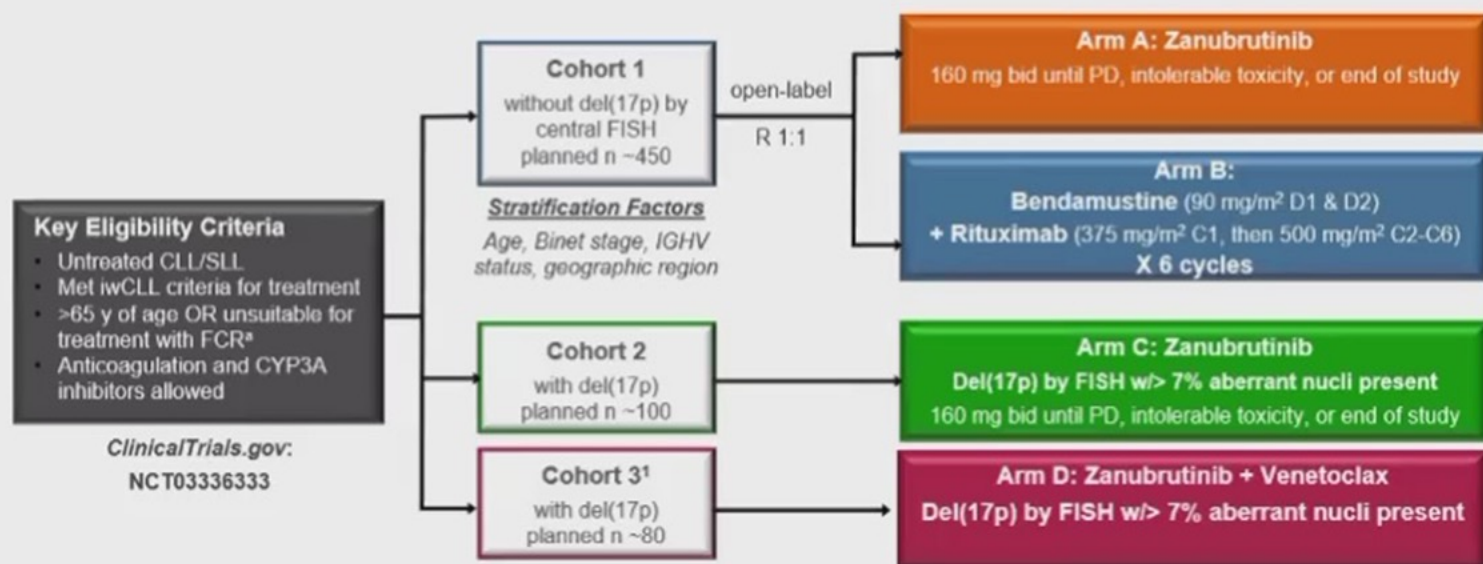 Key Eligibility Criteria
• Untreated CLL/SLL
• Met iwCLL criteria for treatment
• >65 y of age OR unsuitable for
treatment with FCRᵃ
• Anticoagulation and CYP3A
inhibitors allowed
ClinicalTrials.gov:
NCT03336333
Cohort 1
without del(17p) by
central FISH
planned n ~450
Stratification Factors
Age, Binet stage, IGHV
status, geographic region
open-label
R 1:1
Arm A: Zanubrutinib
160 mg bid until PD, intolerable toxicity, or end of study
Arm B:
Bendamustine (90 mg/m² D1 & D2)
+ Rituximab (375 mg/m² C1, then 500 mg/m² C2-C6)
X 6 cycles
Cohort 2
with del(17p)
planned n ~100
Arm C: Zanubrutinib
Del(17p) by FISH w/> 7% aberrant nucli present
160 mg bid until PD, intolerable toxicity, or end of study
Cohort 3¹
with del(17p)
planned n ~80
Arm D: Zanubrutinib + Venetoclax
Del(17p) by FISH w/> 7% aberrant nucli present